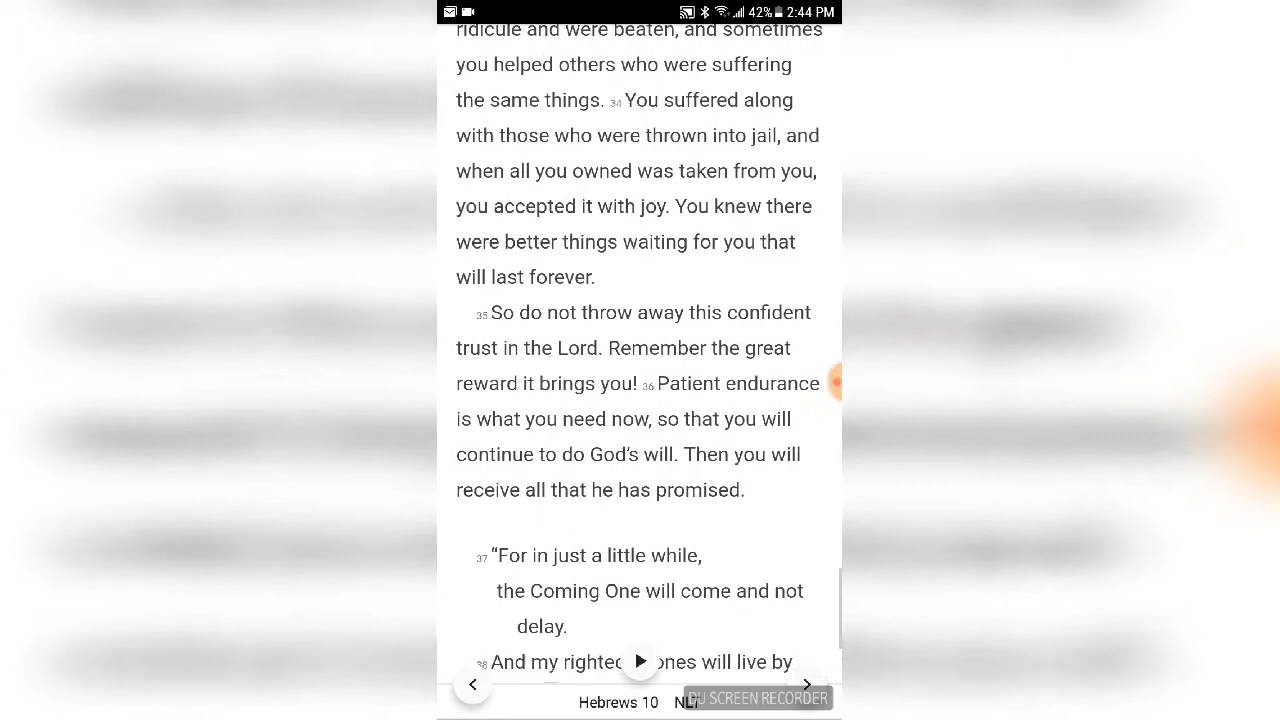 42% 2:44 PM
ridicule and were beaten, and sometimes
you helped others who were suffering
the same things. 34 You suffered along
with those who were thrown into jail, and
when all you owned was taken from you,
you accepted it with joy. You knew there
were better things waiting for you that
will last forever.
35 So do not throw away this confident
trust in the Lord. Remember the great
reward it brings you! 36 Patient endurance
is what you need now, so that you will
continue to do God's will. Then you will
receive all that he has promised.
37 “For in just a little while,
the Coming One will come and not
delay.
38 And my ones will live by
Hebrews 10 DU SCREEN RECORDER